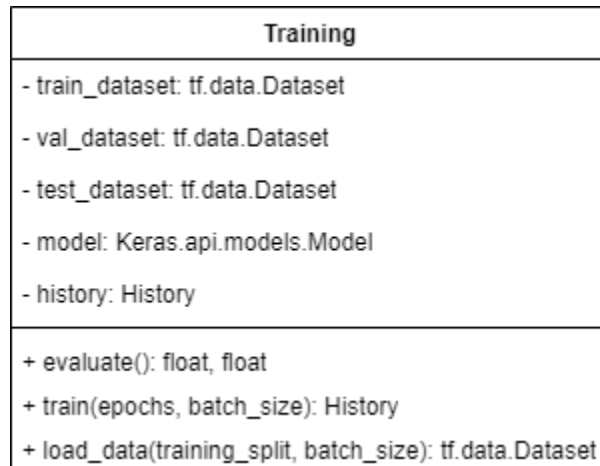 Training
- train_dataset: tf.data.Dataset
- val_dataset: tf.data.Dataset
- test_dataset: tf.data.Dataset
- model: Keras.api.models.Model
- history: History
+ evaluate(): float, float
+ train(epochs, batch_size): History
+ load_data(training_split, batch_size): tf.data.Dataset